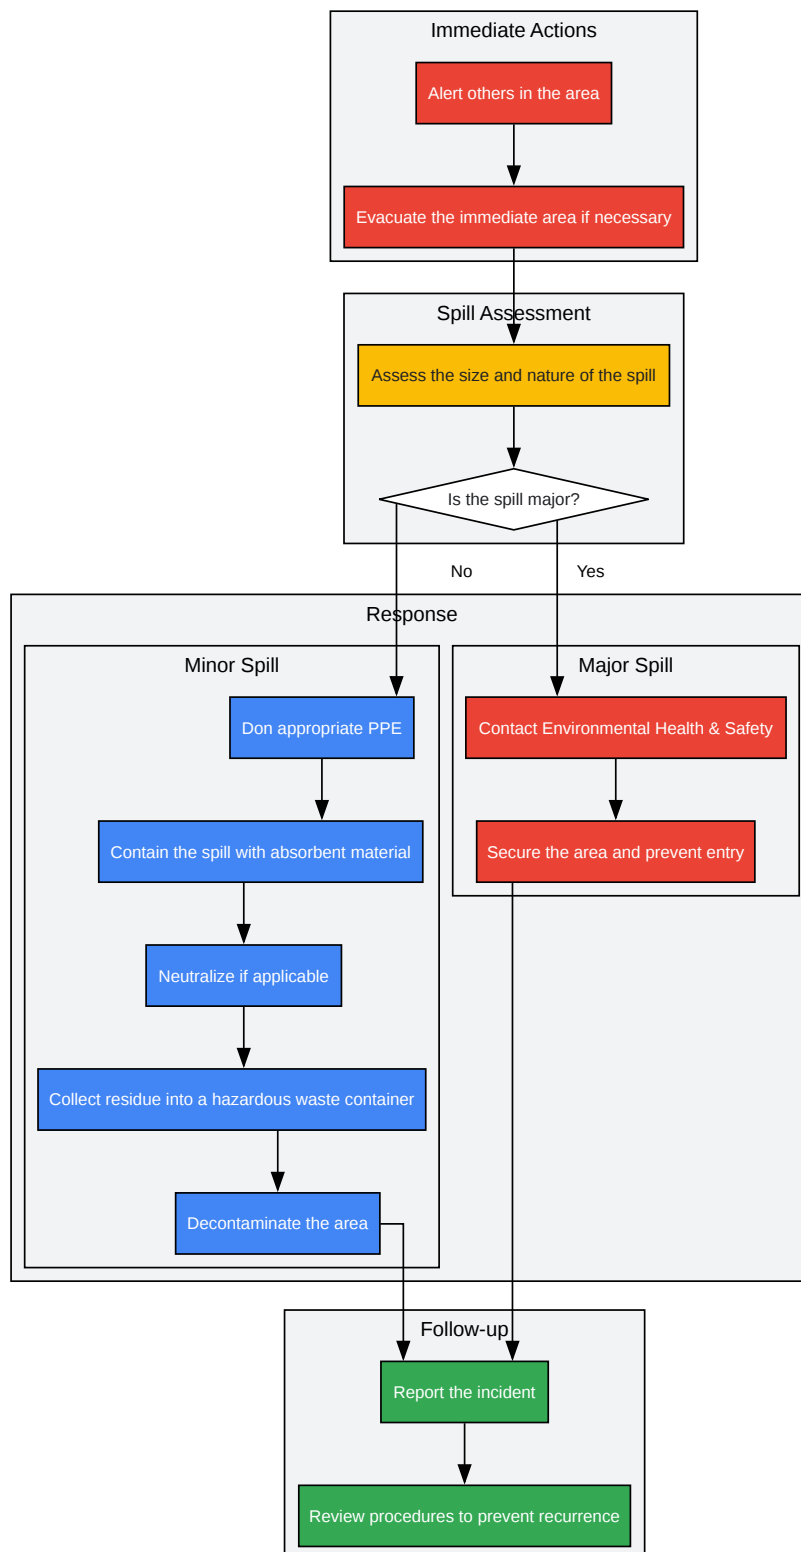 Immediate Actions
Alert others in the area
Evacuate the immediate area if necessary
Spill Assessment
Assess the size and nature of the spill
Is the spill major?
No
Yes
Response
Minor Spill
Don appropriate PPE
Contain the spill with absorbent material
Neutralize if applicable
Collect residue into a hazardous waste container
Decontaminate the area
Major Spill
Contact Environmental Health & Safety
Secure the area and prevent entry
Follow-up
Report the incident
Review procedures to prevent recurrence